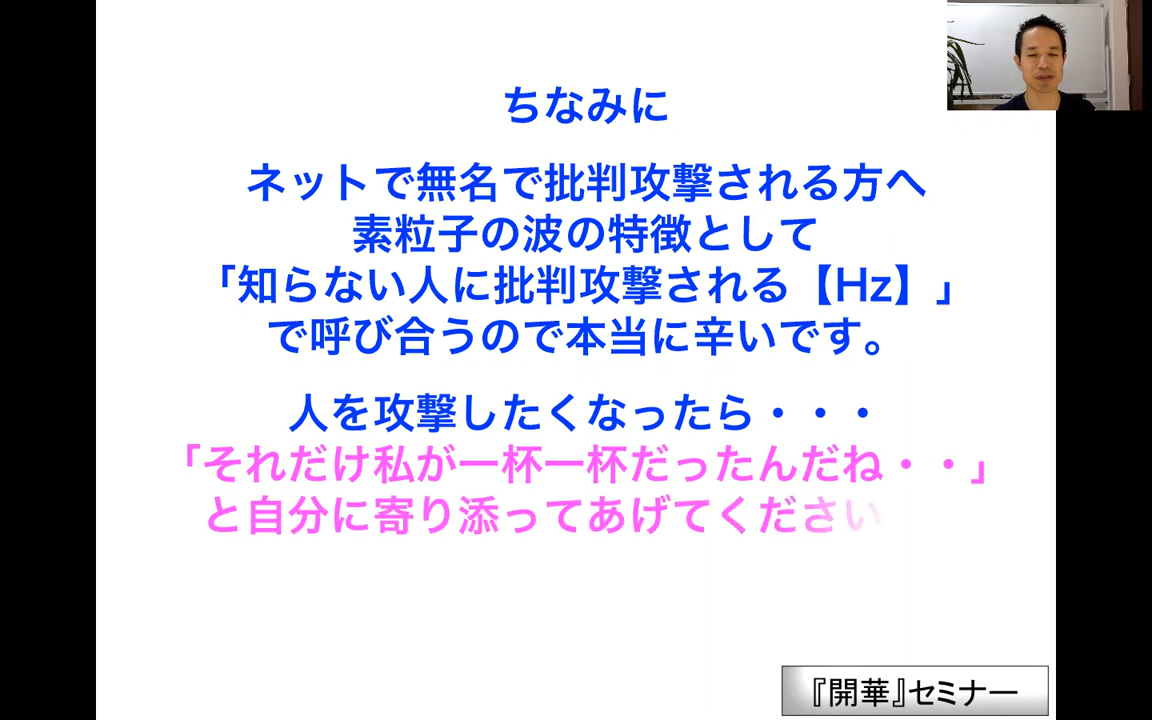 ちなみに
ネットで無名で批判攻撃される方へ
素粒子の波の特徴として
「知らない人に批判攻撃される【Hz】」
で呼び合うので本当に辛いです。
人を攻撃したくなったら・・・
「それだけ私が一杯一杯だったんだね・・」
と自分に寄り添ってあげてください
『開華』セミナー